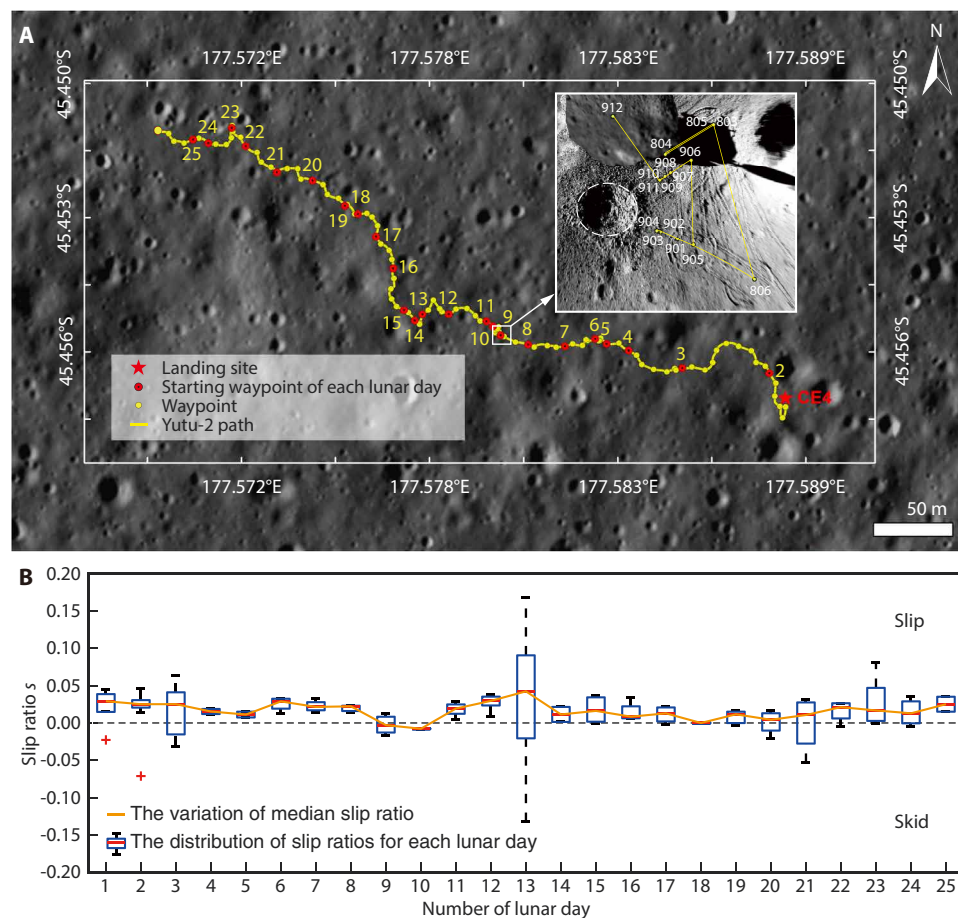 A
177.572°E 177.578°E 177.583°E 177.589°E
N
45.450°S
45.450°S
45.453°S
45.453°S
45.456°S
45.456°S
23
24
22
25
21
20
18
19
17
16
13
12
15
14
11
9
10
8
7
6
5
4
3
2
CE4
912
805
803
804
906
908
910
907
911
909
904
902
903
901
905
806
Landing site
Starting waypoint of each lunar day
Waypoint
Yutu-2 path
177.572°E 177.578°E 177.583°E 177.589°E
50 m
B
0.20
0.15
0.10
0.05
0.00
-0.05
-0.10
-0.15
-0.20
Slip ratio s
Slip
Skid
The variation of median slip ratio
The distribution of slip ratios for each lunar day
1 2 3 4 5 6 7 8 9 10 11 12 13 14 15 16 17 18 19 20 21 22 23 24 25
Number of lunar day